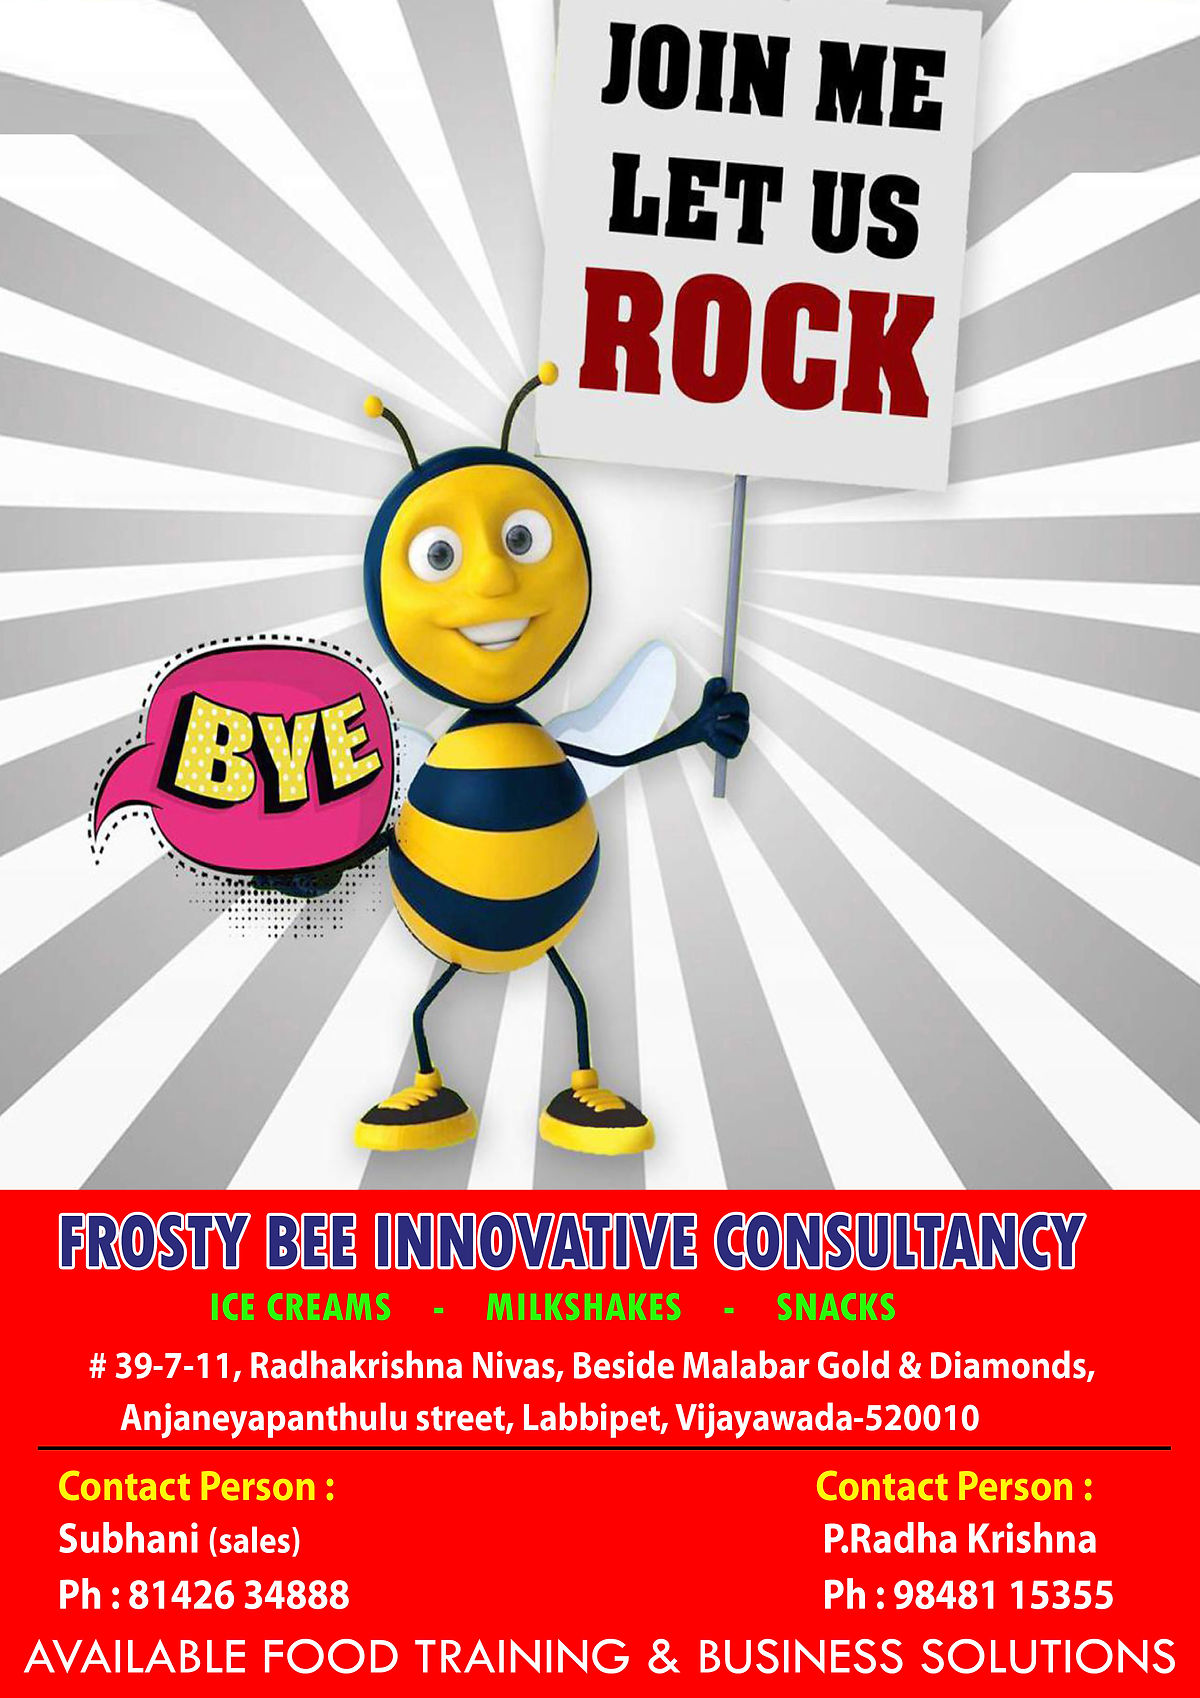 JOIN ME
LET US
ROCK
BYE
FROSTY BEE INNOVATIVE CONSULTANCY
ICE CREAMS - MILKSHAKES - SNACKS
# 39-7-11, Radhakrishna Nivas, Beside Malabar Gold & Diamonds,
Anjaneyapanthulu street, Labbipet, Vijayawada-520010
Contact Person :
Subhani (sales)
Ph : 81426 34888
Contact Person :
P.Radha Krishna
Ph : 98481 15355
AVAILABLE FOOD TRAINING & BUSINESS SOLUTIONS